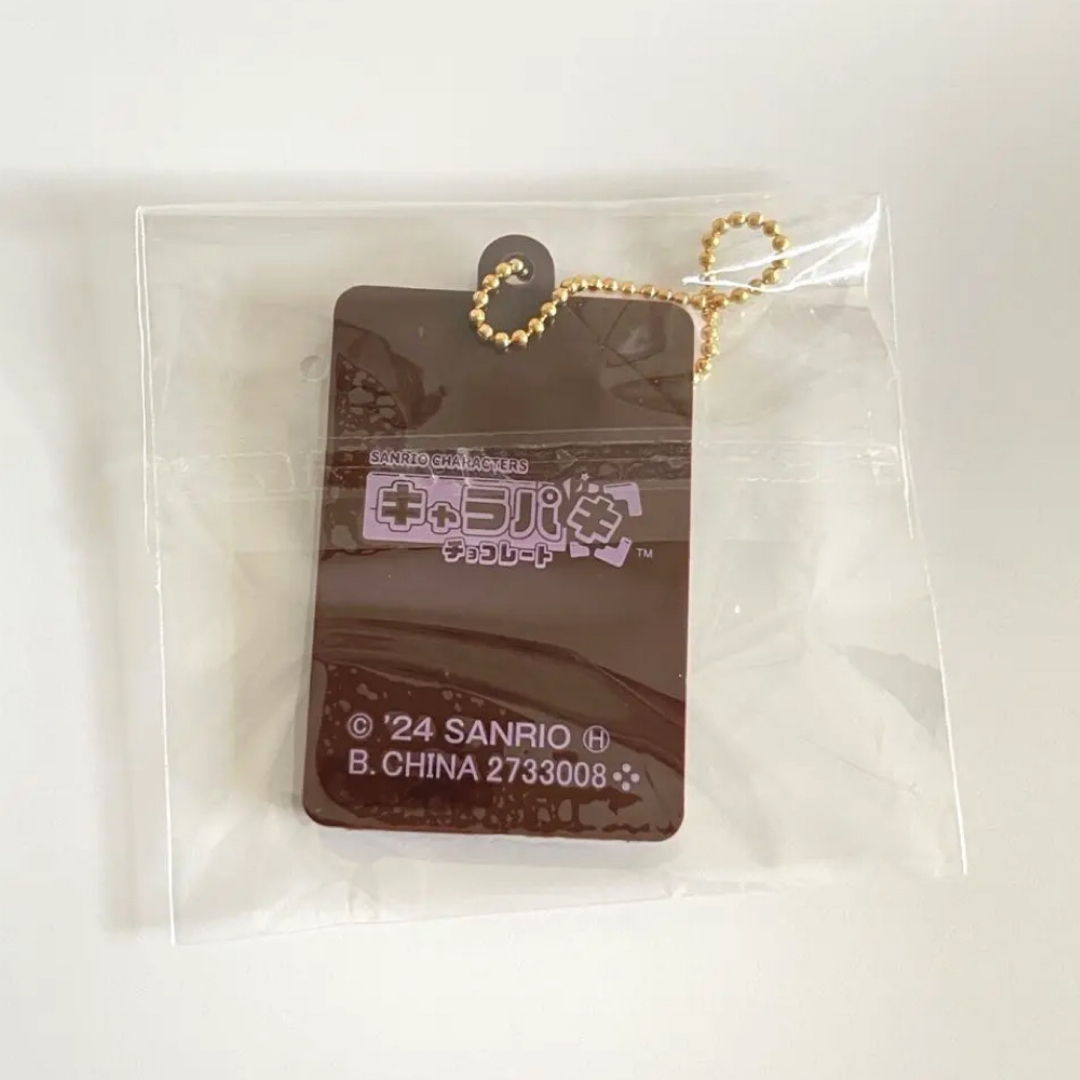 SANRIO CHARACTERS
キャラパキ
チョコレート TM
© '24 SANRIO Ⓗ
B. CHINA 2733008